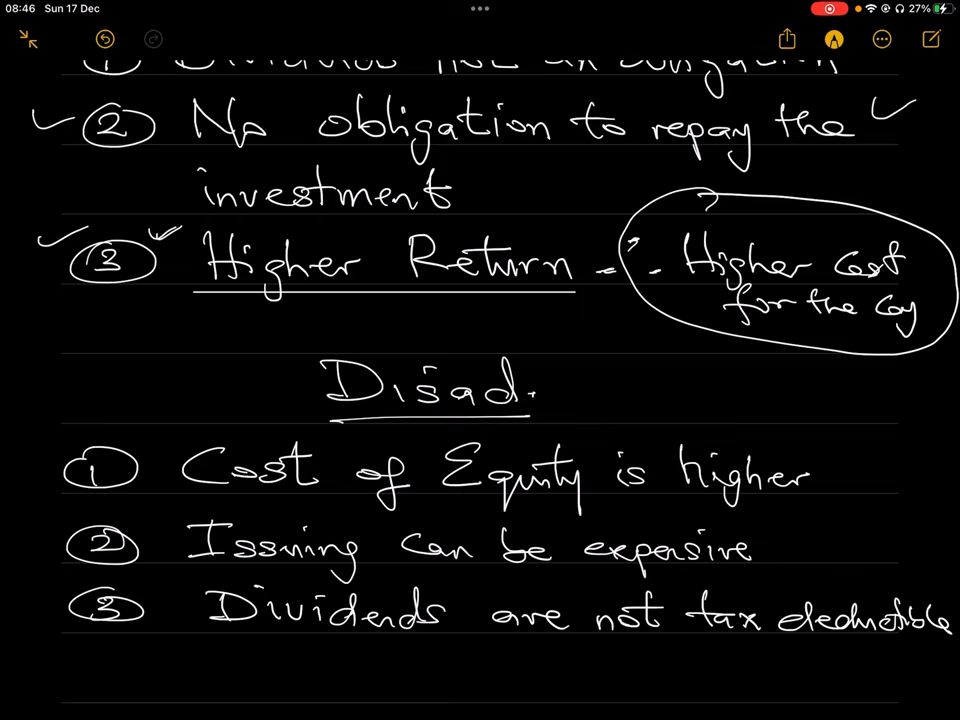 08:46 Sun 17 Dec
27%
② No obligation to repay the
investment
③ Higher Return - ∴ - Higher cost
for the coy
Disad.
① Cost of Equity is higher
② Issuing can be expensive
③ Dividends are not tax deductible